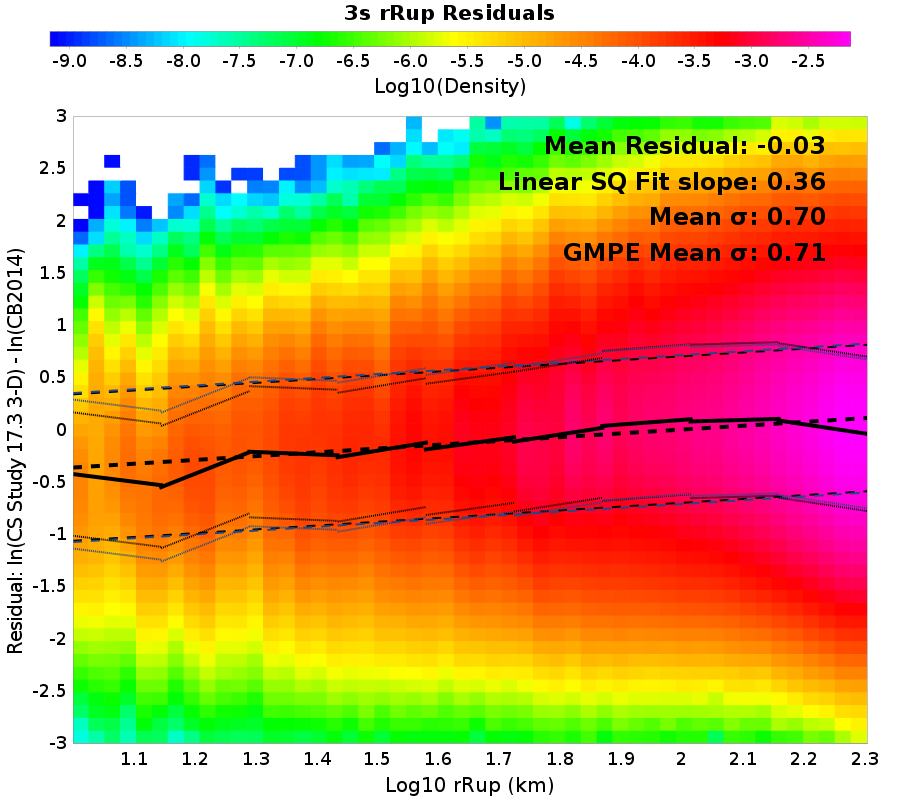 3s rRup Residuals
-9.0 -8.5 -8.0 -7.5 -7.0 -6.5 -6.0 -5.5 -5.0 -4.5 -4.0 -3.5 -3.0 -2.5
Log10(Density)
Mean Residual: -0.03
Linear SQ Fit slope: 0.36
Mean σ: 0.70
GMPE Mean σ: 0.71
Residual: ln(CS Study 17.3 3-D) - ln(CB2014)
3
2.5
2
1.5
1
0.5
0
-0.5
-1
-1.5
-2
-2.5
-3
1.1 1.2 1.3 1.4 1.5 1.6 1.7 1.8 1.9 2 2.1 2.2 2.3
Log10 rRup (km)